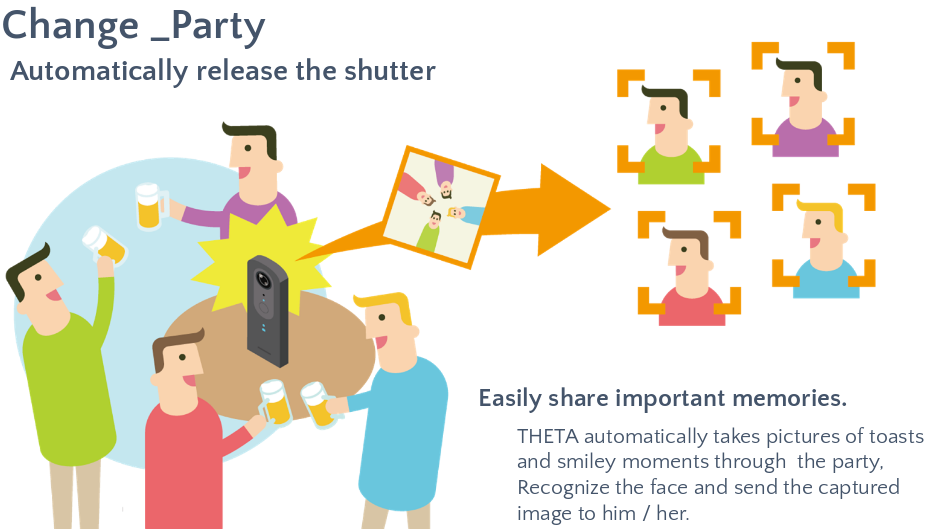 Change _Party
Automatically release the shutter
Easily share important memories.
THETA automatically takes pictures of toasts
and smiley moments through  the party,
Recognize the face and send the captured
image to him / her.